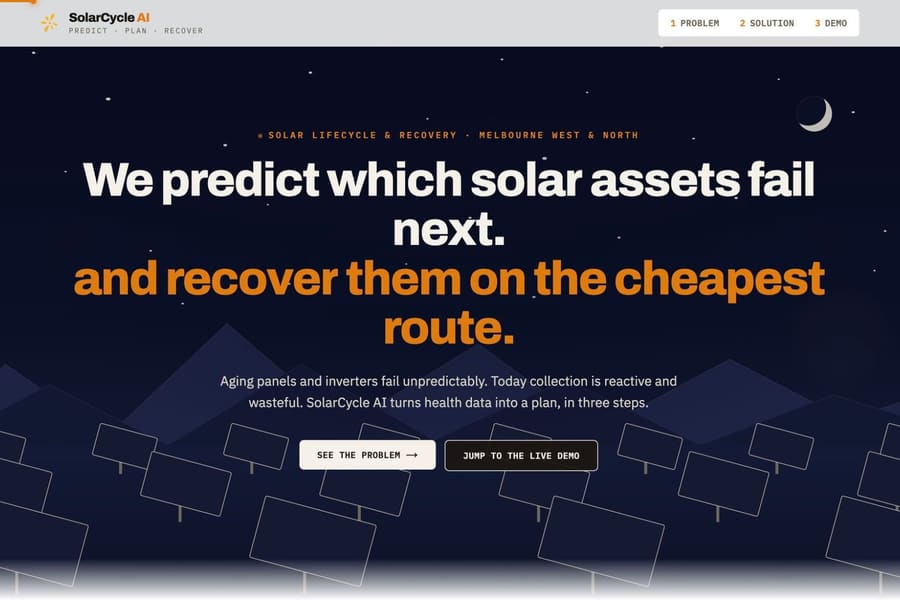 SolarCycle AI
PREDICT · PLAN · RECOVER
1 PROBLEM 2 SOLUTION 3 DEMO
SOLAR LIFECYCLE & RECOVERY · MELBOURNE WEST & NORTH
We predict which solar assets fail
next.
and recover them on the cheapest
route.
Aging panels and inverters fail unpredictably. Today collection is reactive and
wasteful. SolarCycle AI turns health data into a plan, in three steps.
SEE THE PROBLEM → JUMP TO THE LIVE DEMO